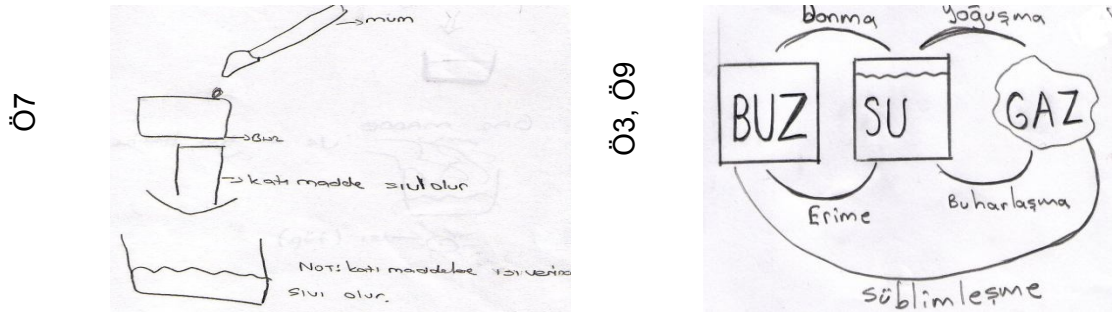 Ö7
mum
Buz
katı madde sıvı olur
NOT: katı maddelere ısı verince
sıvı olur.
Ö3, Ö9
Donma
Yoğuşma
BUZ
SU
GAZ
Erime
Buharlaşma
Süblimleşme